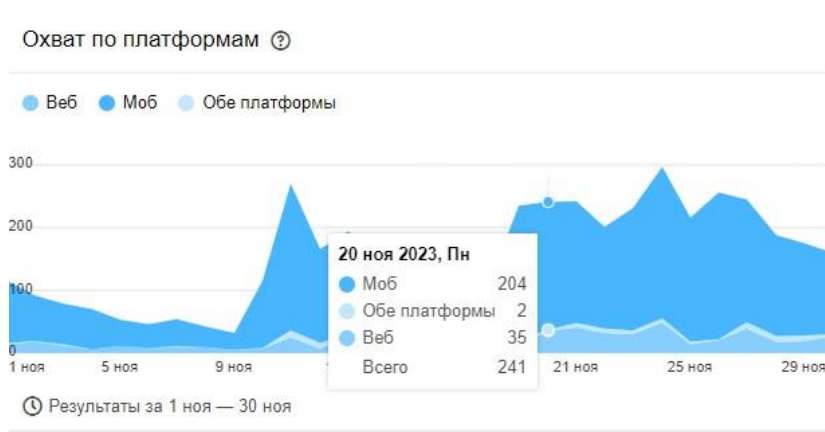 Охват по платформам ?
Веб Моб Обе платформы
300
200
20 ноя 2023, Пн
100
Моб 204
Обе платформы 2
Веб 35
Всего 241
0
1 ноя 5 ноя 9 ноя 21 ноя 25 ноя 29 ноя
Результаты за 1 ноя — 30 ноя